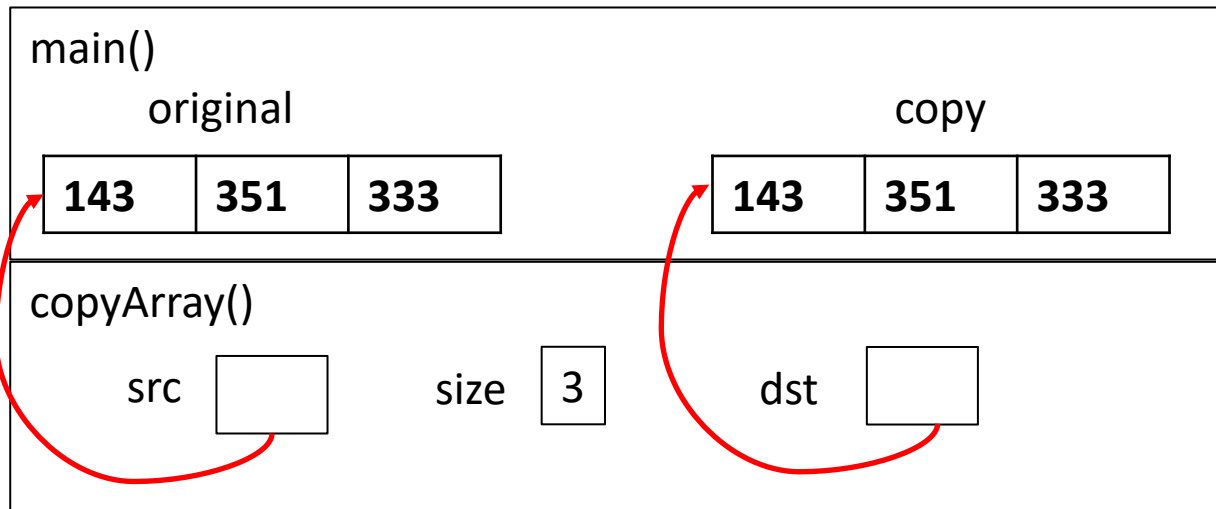 main()
original copy
143 351 333 143 351 333
copyArray()
src size 3 dst